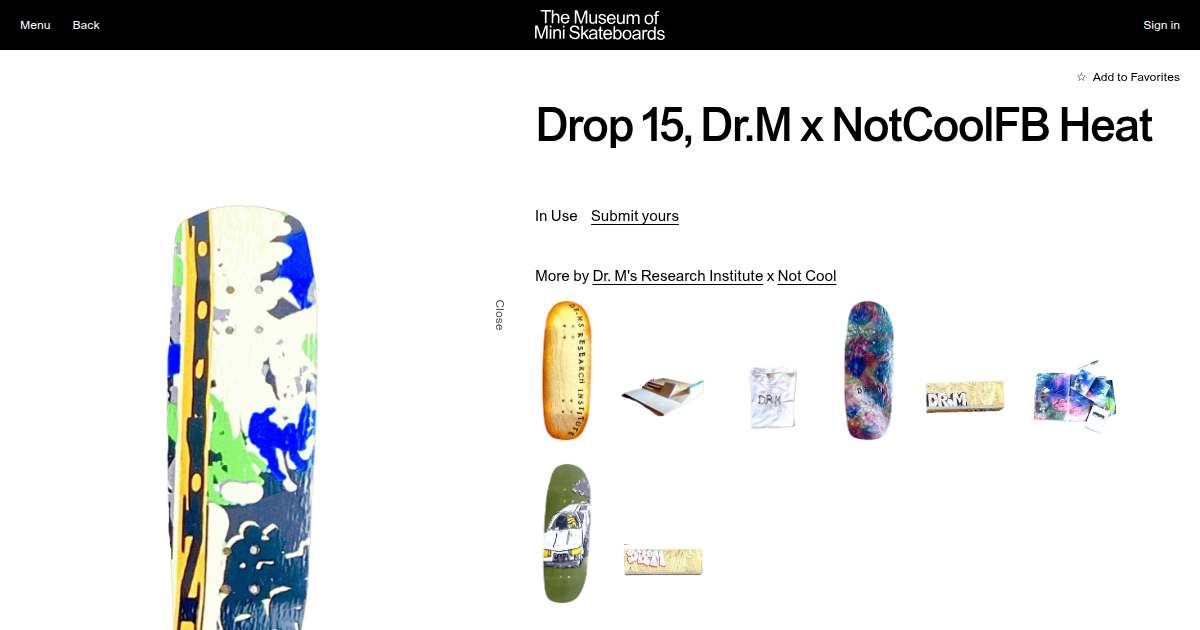 Menu
Back
The Museum of
Mini Skateboards
Sign in
☆ Add to Favorites
Drop 15, Dr.M x NotCoolFB Heat
In Use Submit yours
More by Dr. M's Research Institute x Not Cool
Close
DR.M'S RESEARCH INSTITUTE
DR.M
DR.M